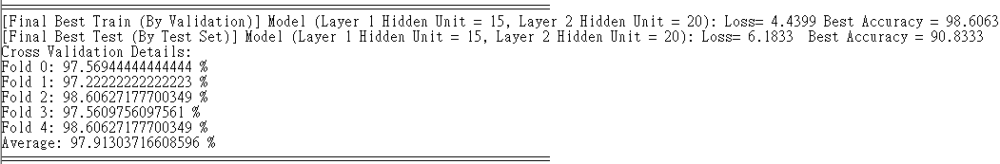 [Final Best Train (By Validation)] Model (Layer 1 Hidden Unit = 15, Layer 2 Hidden Unit = 20): Loss= 4.4399 Best Accuracy = 98.6063
[Final Best Test (By Test Set)] Model (Layer 1 Hidden Unit = 15, Layer 2 Hidden Unit = 20): Loss= 6.1833  Best Accuracy = 90.8333
Cross Validation Details:
Fold 0: 97.56944444444444 %
Fold 1: 97.22222222222223 %
Fold 2: 98.60627177700349 %
Fold 3: 97.5609756097561 %
Fold 4: 98.60627177700349 %
Average: 97.91303716608596 %